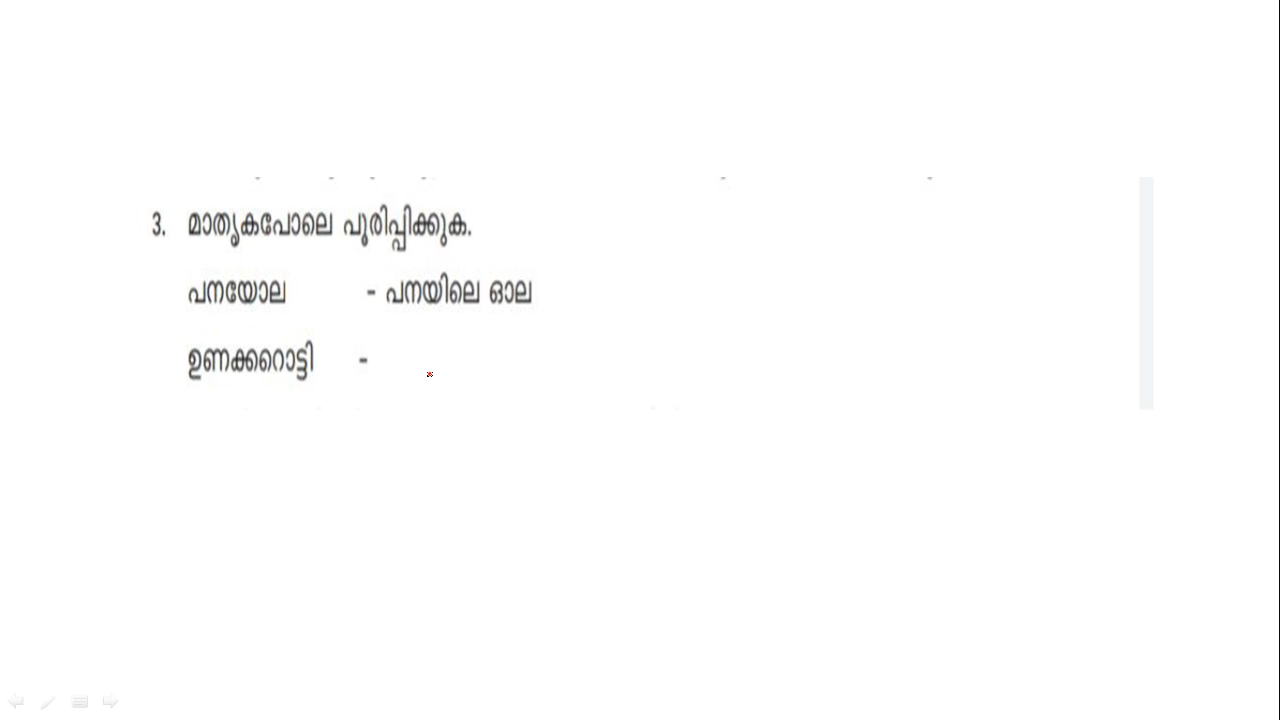 3. മാതൃകപോലെ പൂരിപ്പിക്കുക.
പനയോല - പനയിലെ ഓല
ഉണക്കറൊട്ടി -